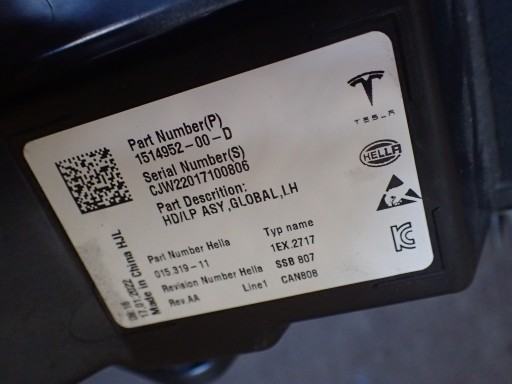 Part Number(P)
1514952-00-D
Serial Number(S)
CJW22017100806
Part Descrition:
HD/LP ASY,GLOBAL,LH
TESLA
HELLA
Part Number Hella
015.319-11
Revision Number Hella
Rev.AA
Line1
Typ name
1EX.2717
SSB 807
CAN808
Made in China HJL
17.01.2022